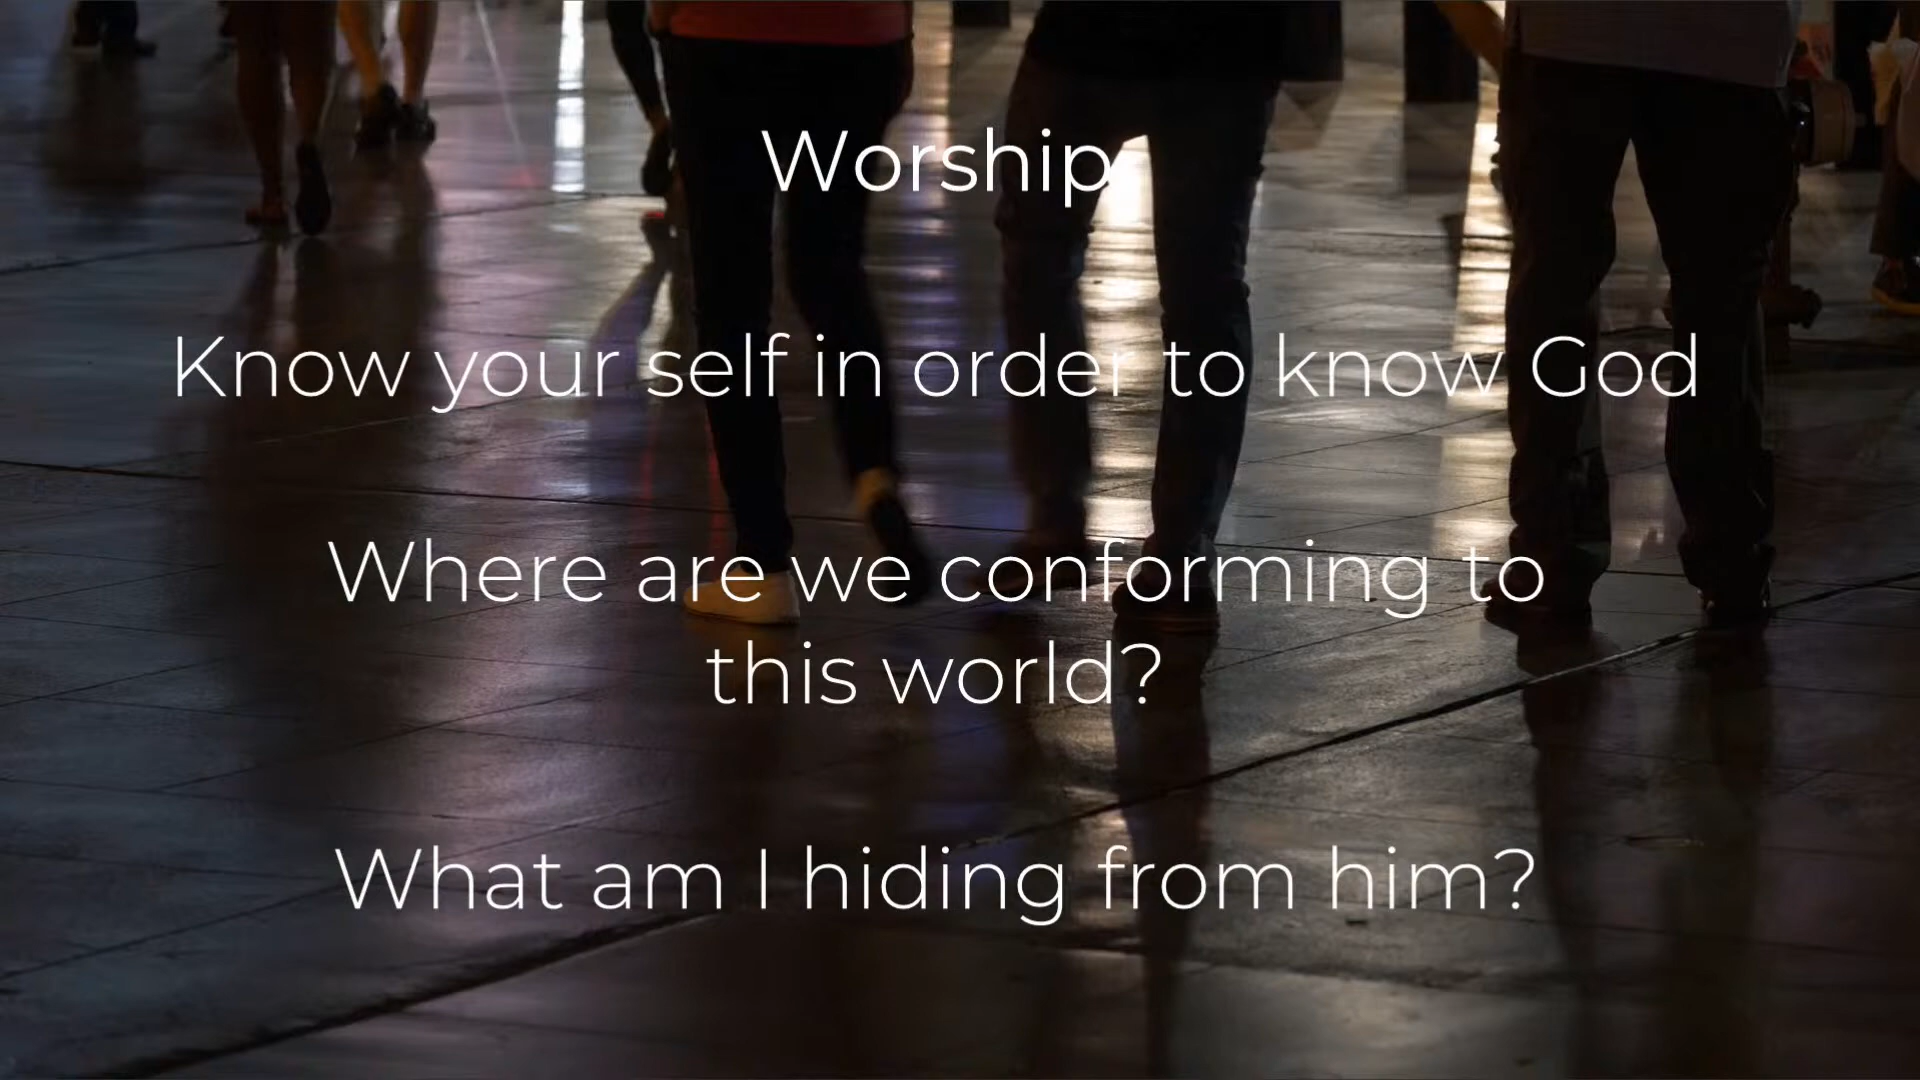 Worship
Know your self in order to know God
Where are we conforming to
this world?
What am I hiding from him?